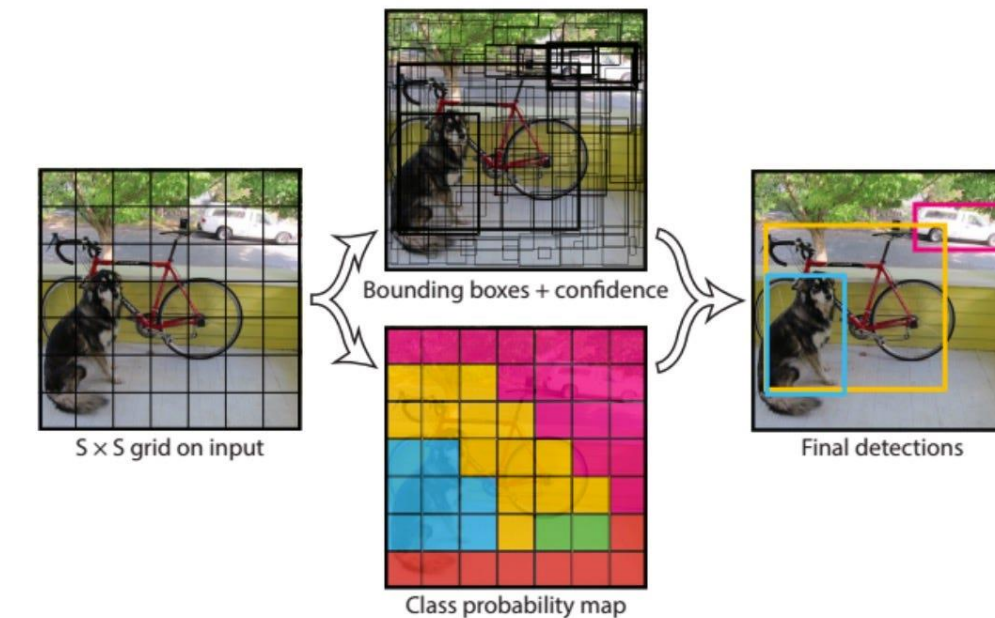 Bounding boxes + confidence
S × S grid on input
Final detections
Class probability map